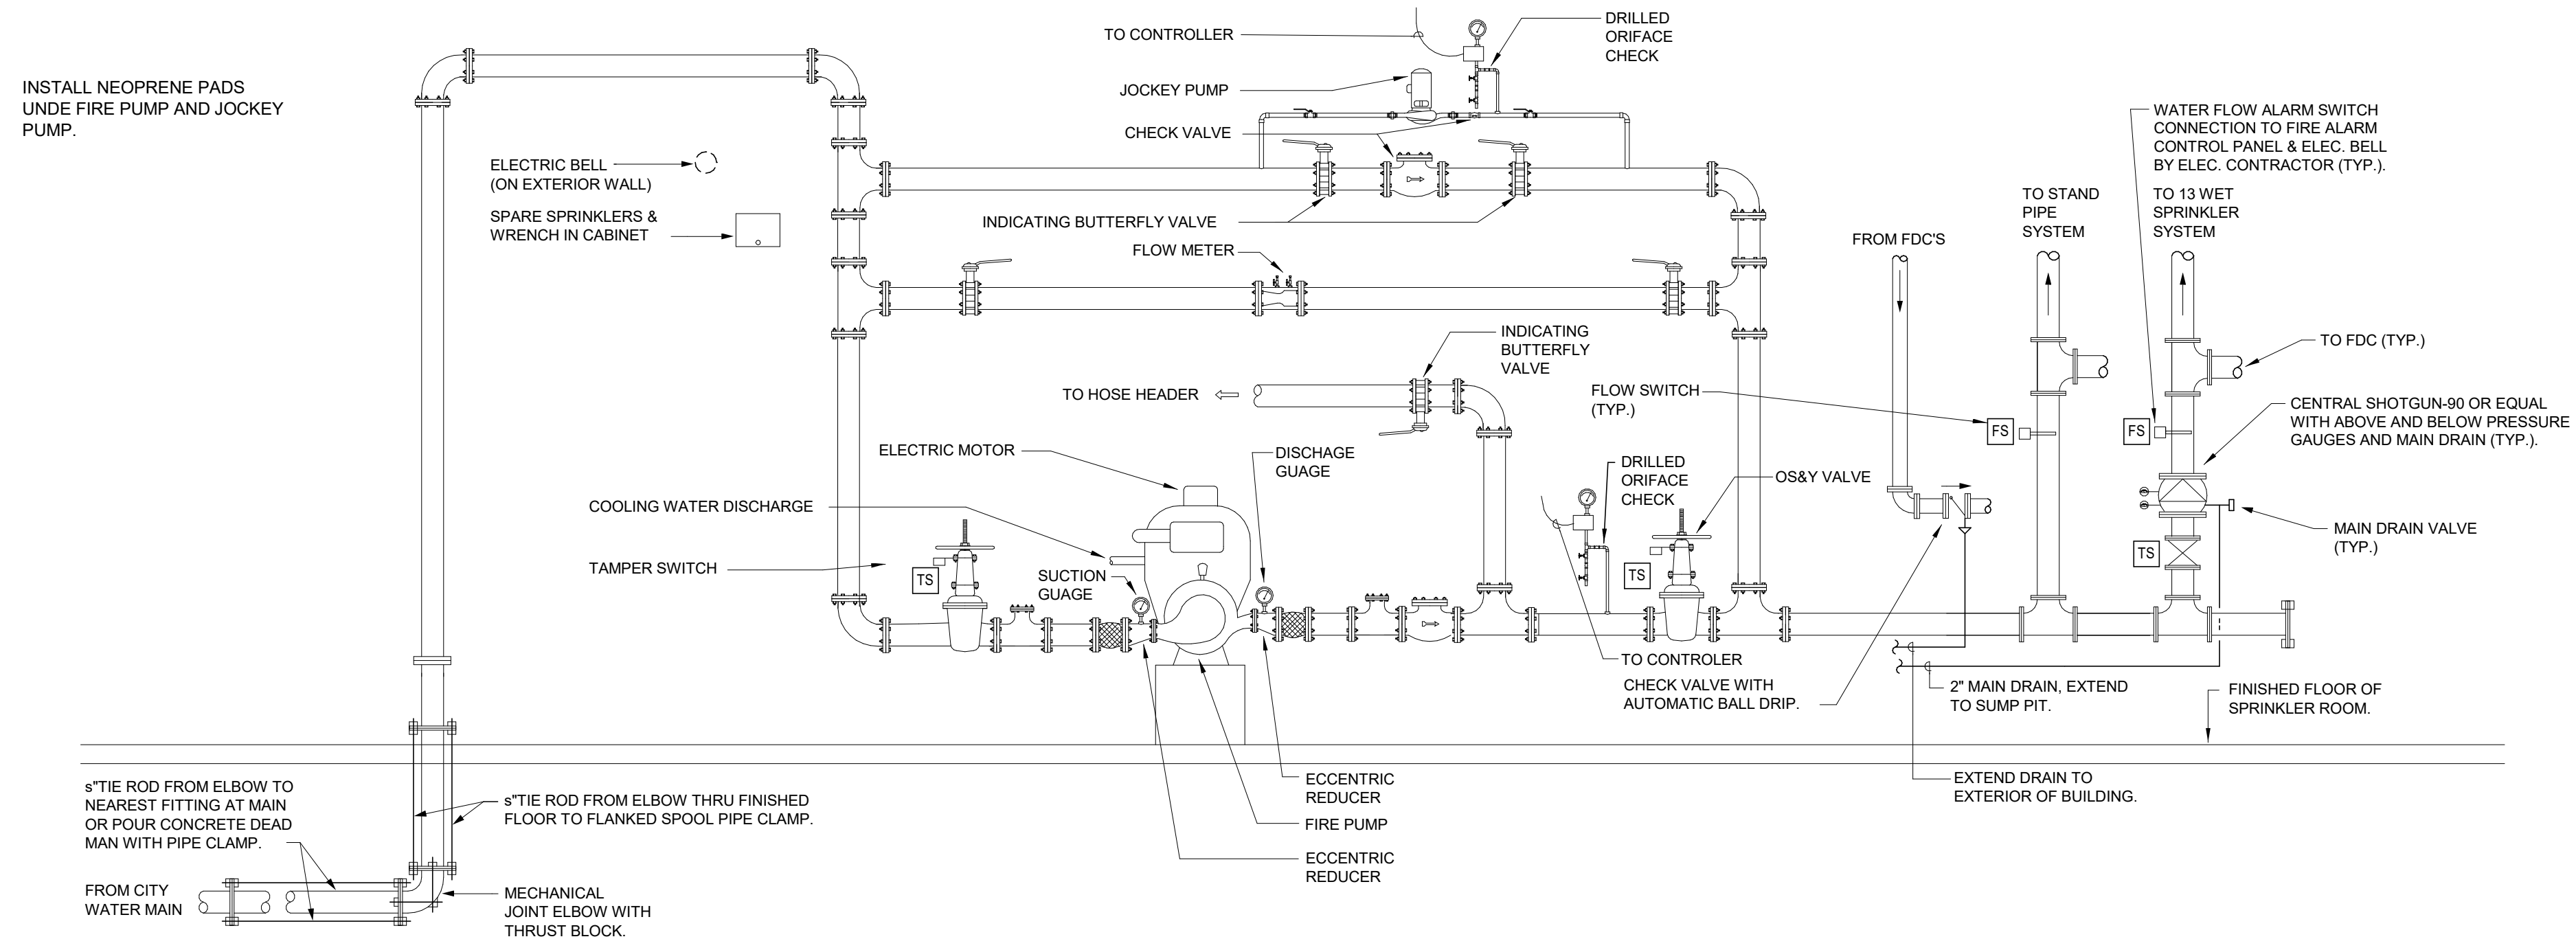 INSTALL NEOPRENE PADS
UNDE FIRE PUMP AND JOCKEY
PUMP.
ELECTRIC BELL
(ON EXTERIOR WALL)
SPARE SPRINKLERS &
WRENCH IN CABINET
TO CONTROLLER
JOCKEY PUMP
CHECK VALVE
DRILLED
ORIFACE
CHECK
INDICATING BUTTERFLY VALVE
FLOW METER
WATER FLOW ALARM SWITCH
CONNECTION TO FIRE ALARM
CONTROL PANEL & ELEC. BELL
BY ELEC. CONTRACTOR (TYP.).
TO STAND
PIPE
SYSTEM
TO 13 WET
SPRINKLER
SYSTEM
FROM FDC'S
INDICATING
BUTTERFLY
VALVE
TO HOSE HEADER
FLOW SWITCH
(TYP.)
TO FDC (TYP.)
FS
FS
CENTRAL SHOTGUN-90 OR EQUAL
WITH ABOVE AND BELOW PRESSURE
GAUGES AND MAIN DRAIN (TYP.).
ELECTRIC MOTOR
DISCHAGE
GUAGE
DRILLED
ORIFACE
CHECK
OS&Y VALVE
COOLING WATER DISCHARGE
MAIN DRAIN VALVE
(TYP.)
TAMPER SWITCH
TS
SUCTION
GUAGE
TS
TS
TO CONTROLER
CHECK VALVE WITH
AUTOMATIC BALL DRIP.
2" MAIN DRAIN, EXTEND
TO SUMP PIT.
FINISHED FLOOR OF
SPRINKLER ROOM.
s"TIE ROD FROM ELBOW TO
NEAREST FITTING AT MAIN
OR POUR CONCRETE DEAD
MAN WITH PIPE CLAMP.
s"TIE ROD FROM ELBOW THRU FINISHED
FLOOR TO FLANKED SPOOL PIPE CLAMP.
ECCENTRIC
REDUCER
FIRE PUMP
ECCENTRIC
REDUCER
EXTEND DRAIN TO
EXTERIOR OF BUILDING.
FROM CITY
WATER MAIN
MECHANICAL
JOINT ELBOW WITH
THRUST BLOCK.